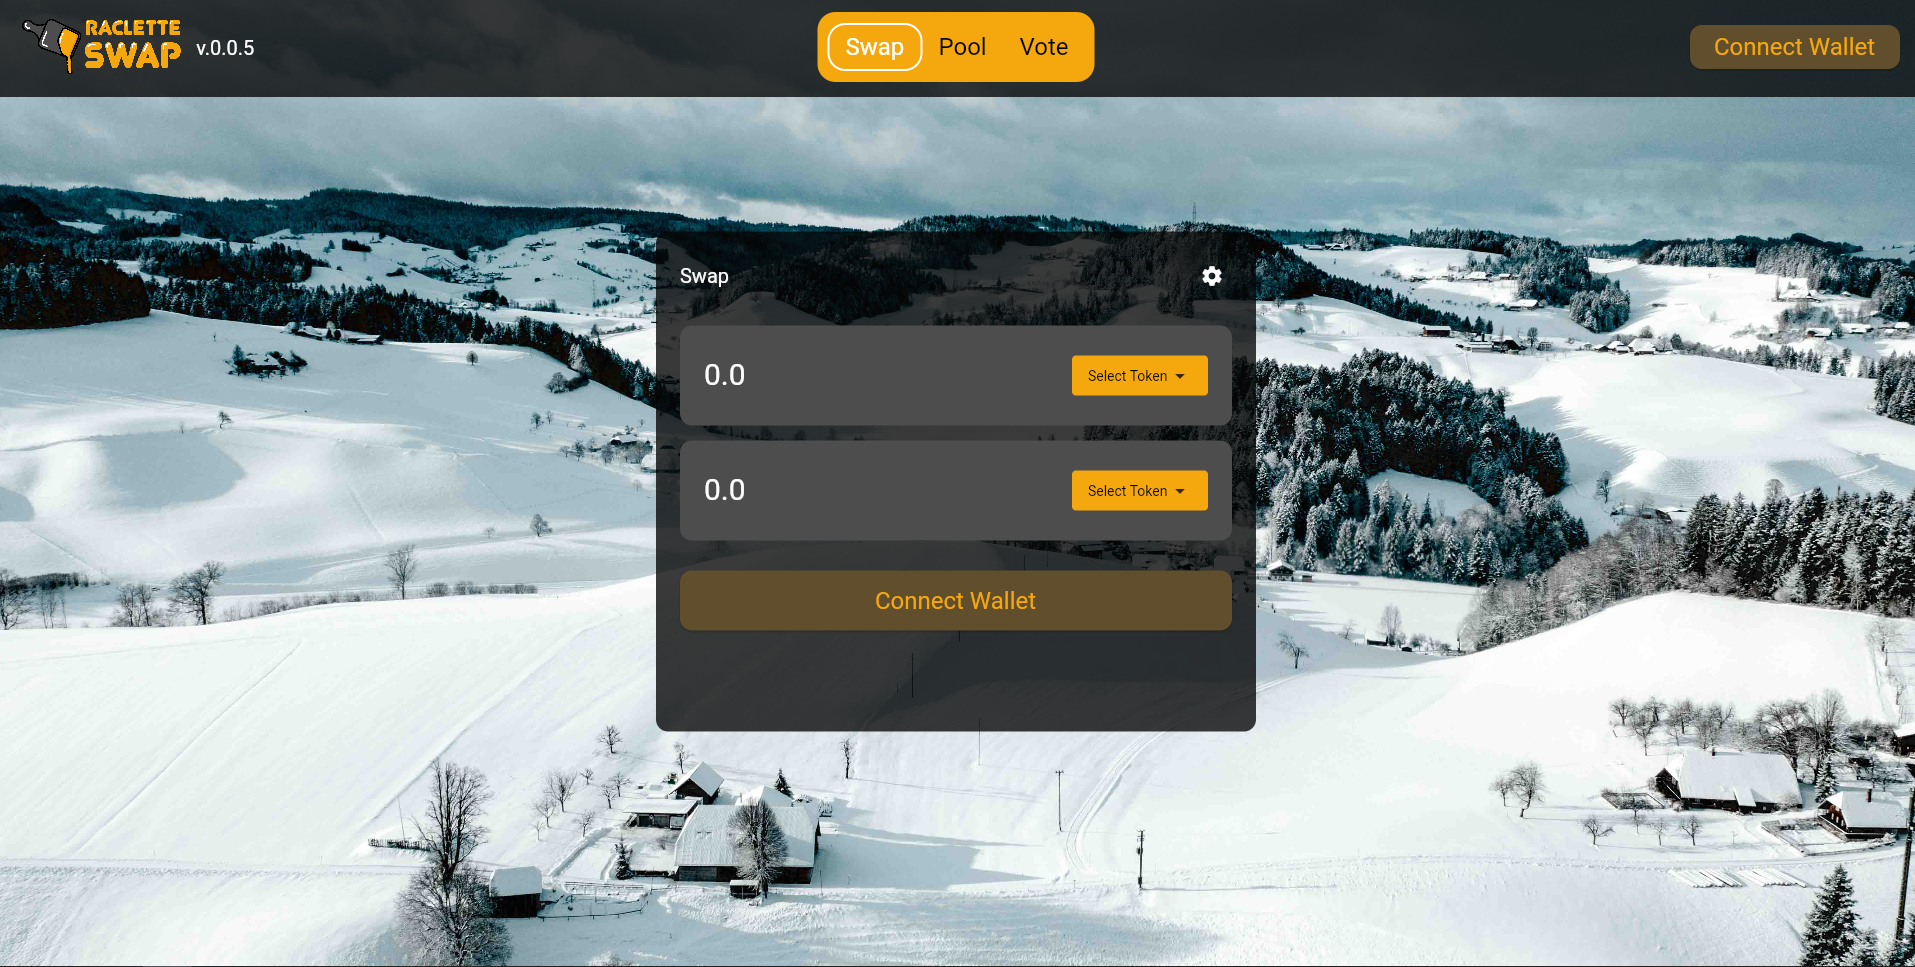 RACLETTE
SWAP
v.0.0.5
Swap Pool Vote
Connect Wallet
Swap
0.0 Select Token
0.0 Select Token
Connect Wallet